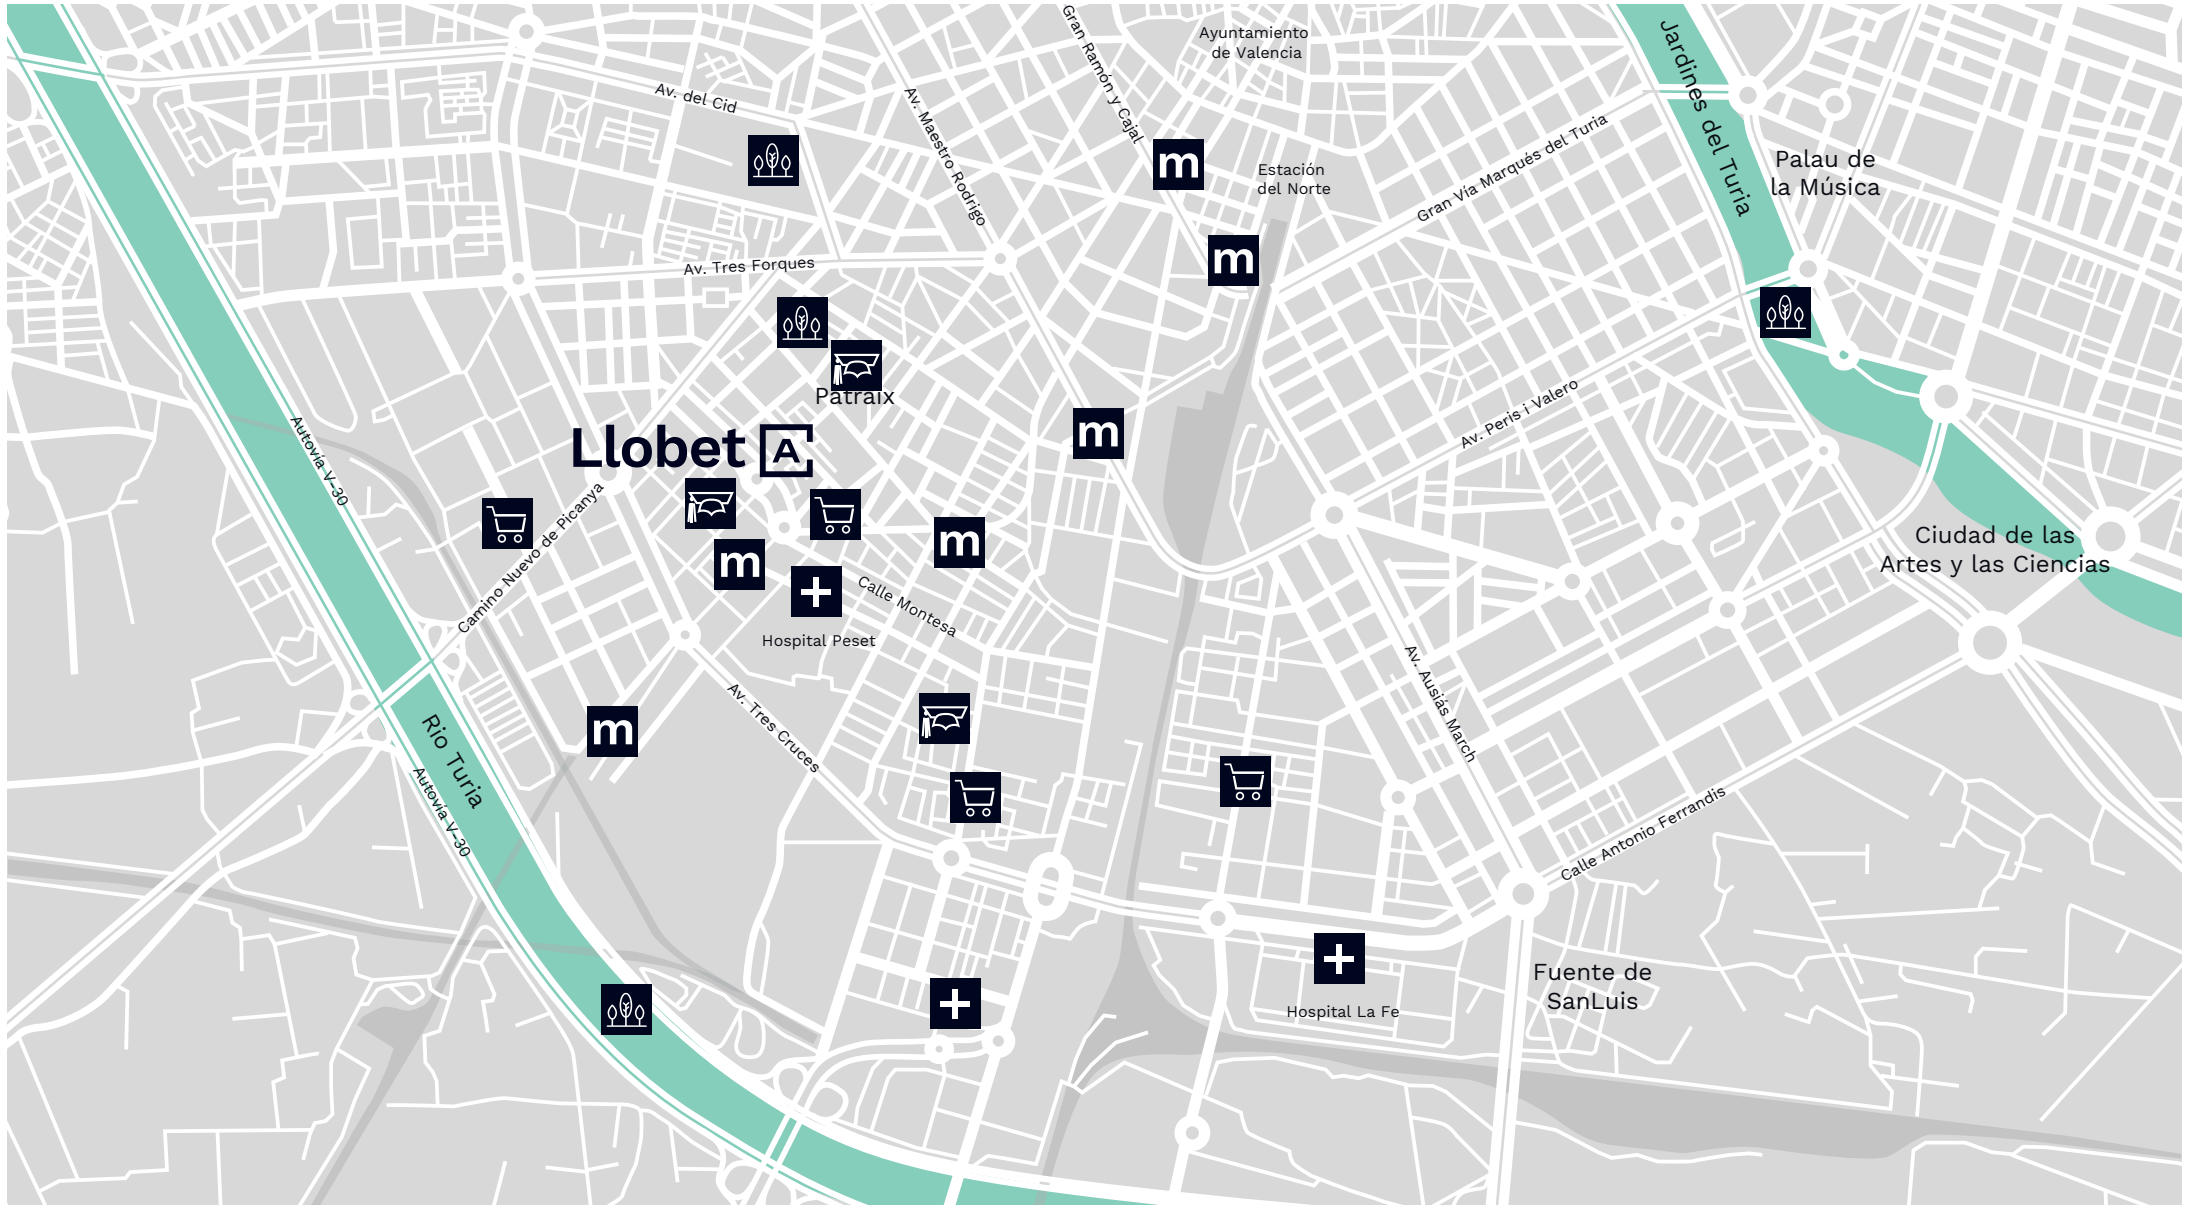 Ayuntamiento
de Valencia
Gran Ramón y Cajal
Jardines del Turia
Av. del Cid
Av. Maestro Rodrigo
m
Estación
del Norte
Gran Vía Marqués del Turia
Palau de
la Música
m
Av. Tres Forques
Patraix
Av. Peris i Valero
m
Llobet A
Autovía V-30
Camino Nuevo de Picanya
m
m
Calle Montesa
Ciudad de las
Artes y las Ciencias
Hospital Peset
Av. Ausiás March
m
Av. Tres Cruces
Rio Turia
Autovía V-30
Calle Antonio Ferrandis
Fuente de
SanLuis
Hospital La Fe